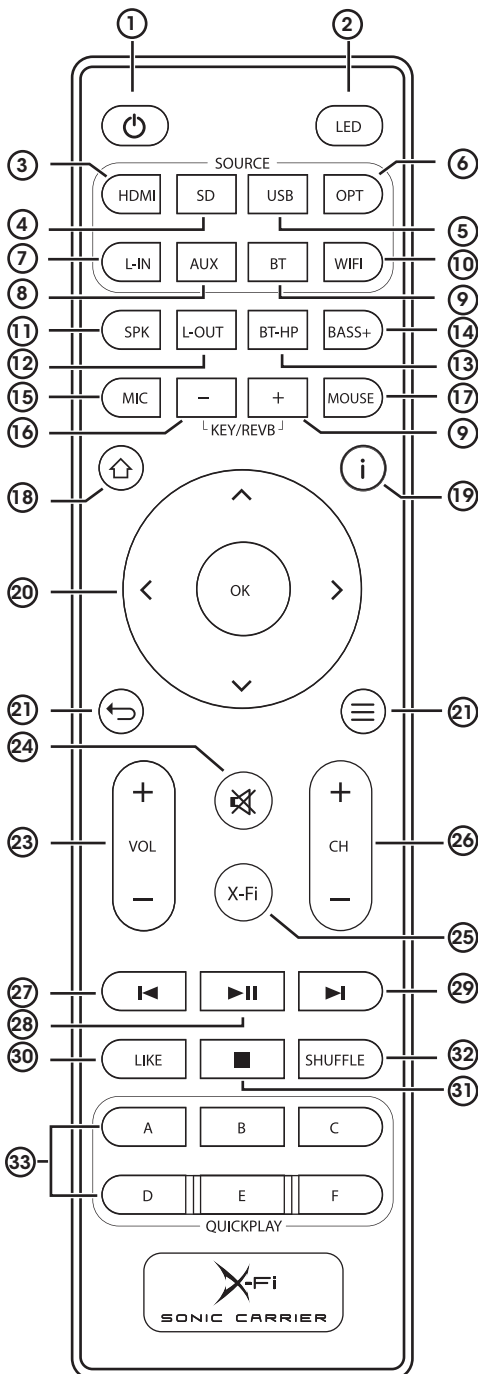 1 2
LED
3 SOURCE 6
HDMI SD USB OPT
4 5
7 L-IN AUX BT WIFI 10
8 9
11 SPK L-OUT BT-HP BASS+ 14
12 13
15 MIC - + MOUSE 17
16 KEY/REVB 9
18 i 19
20 OK
21 21
24
+ +
23 VOL CH 26
- -
X-Fi
25
27 29
28
30 LIKE SHUFFLE 32
31
A B C
33
D E F
QUICKPLAY
X-Fi
SONIC CARRIER